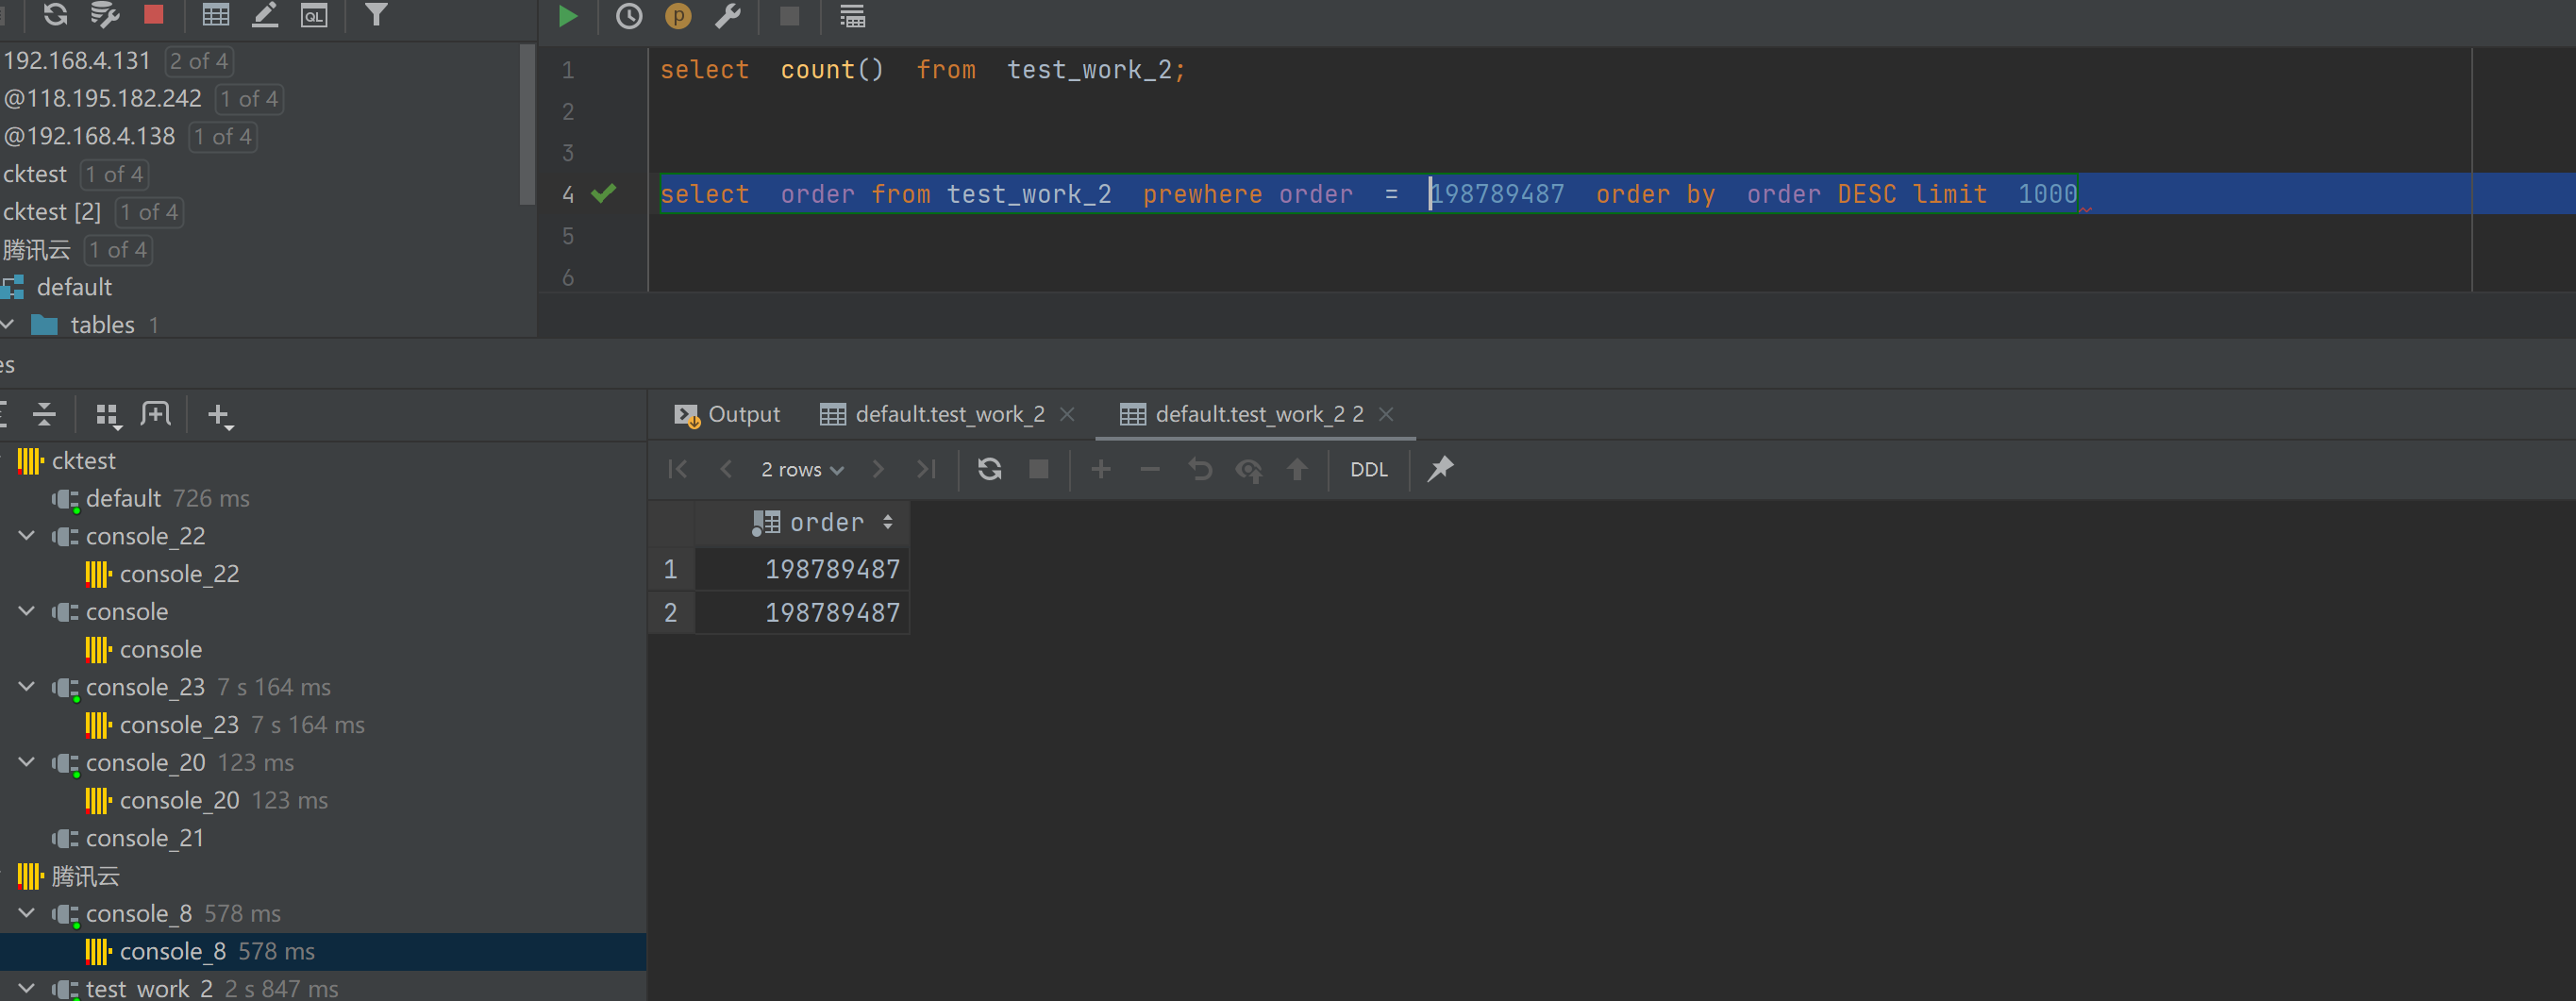 QL
p
192.168.4.131 2 of 4
@118.195.182.242 1 of 4
@192.168.4.138 1 of 4
cktest 1 of 4
cktest [2] 1 of 4
腾讯云 1 of 4
default
tables 1
1 select  count()  from  test_work_2;
2
3
4 select  order from test_work_2  prewhere order  =  198789487  order by  order DESC limit  1000
5
6
es
cktest
default 726 ms
console_22
console_22
console
console
console_23 7 s 164 ms
console_23 7 s 164 ms
console_20 123 ms
console_20 123 ms
console_21
腾讯云
console_8 578 ms
console_8 578 ms
test_work_2 2 s 847 ms
Output default.test_work_2 default.test_work_2 2
2 rows DDL
order
1 198789487
2 198789487